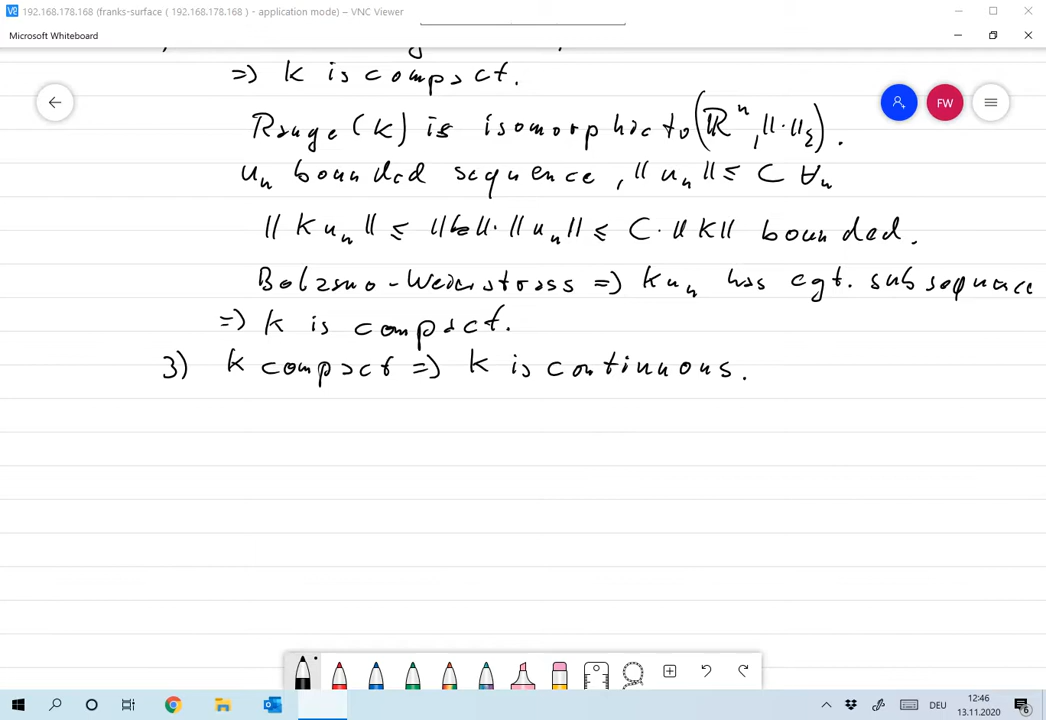 192.168.178.168 (franks-surface ( 192.168.178.168 ) - application mode) – VNC Viewer
Microsoft Whiteboard
FW
=> K is compact.
Range(K) is isomorphic to (ℝⁿ, ||·||₂).
uₙ bounded sequence, ||uₙ|| ≤ C ∀n
||Kuₙ|| ≤ ||K||·||uₙ|| ≤ C·||K|| bounded.
Bolzano-Weierstrass => Kuₙ has cgt. subsequence
=> K is compact.
3) K compact => K is continuous.
DEU
12:46
13.11.2020
6